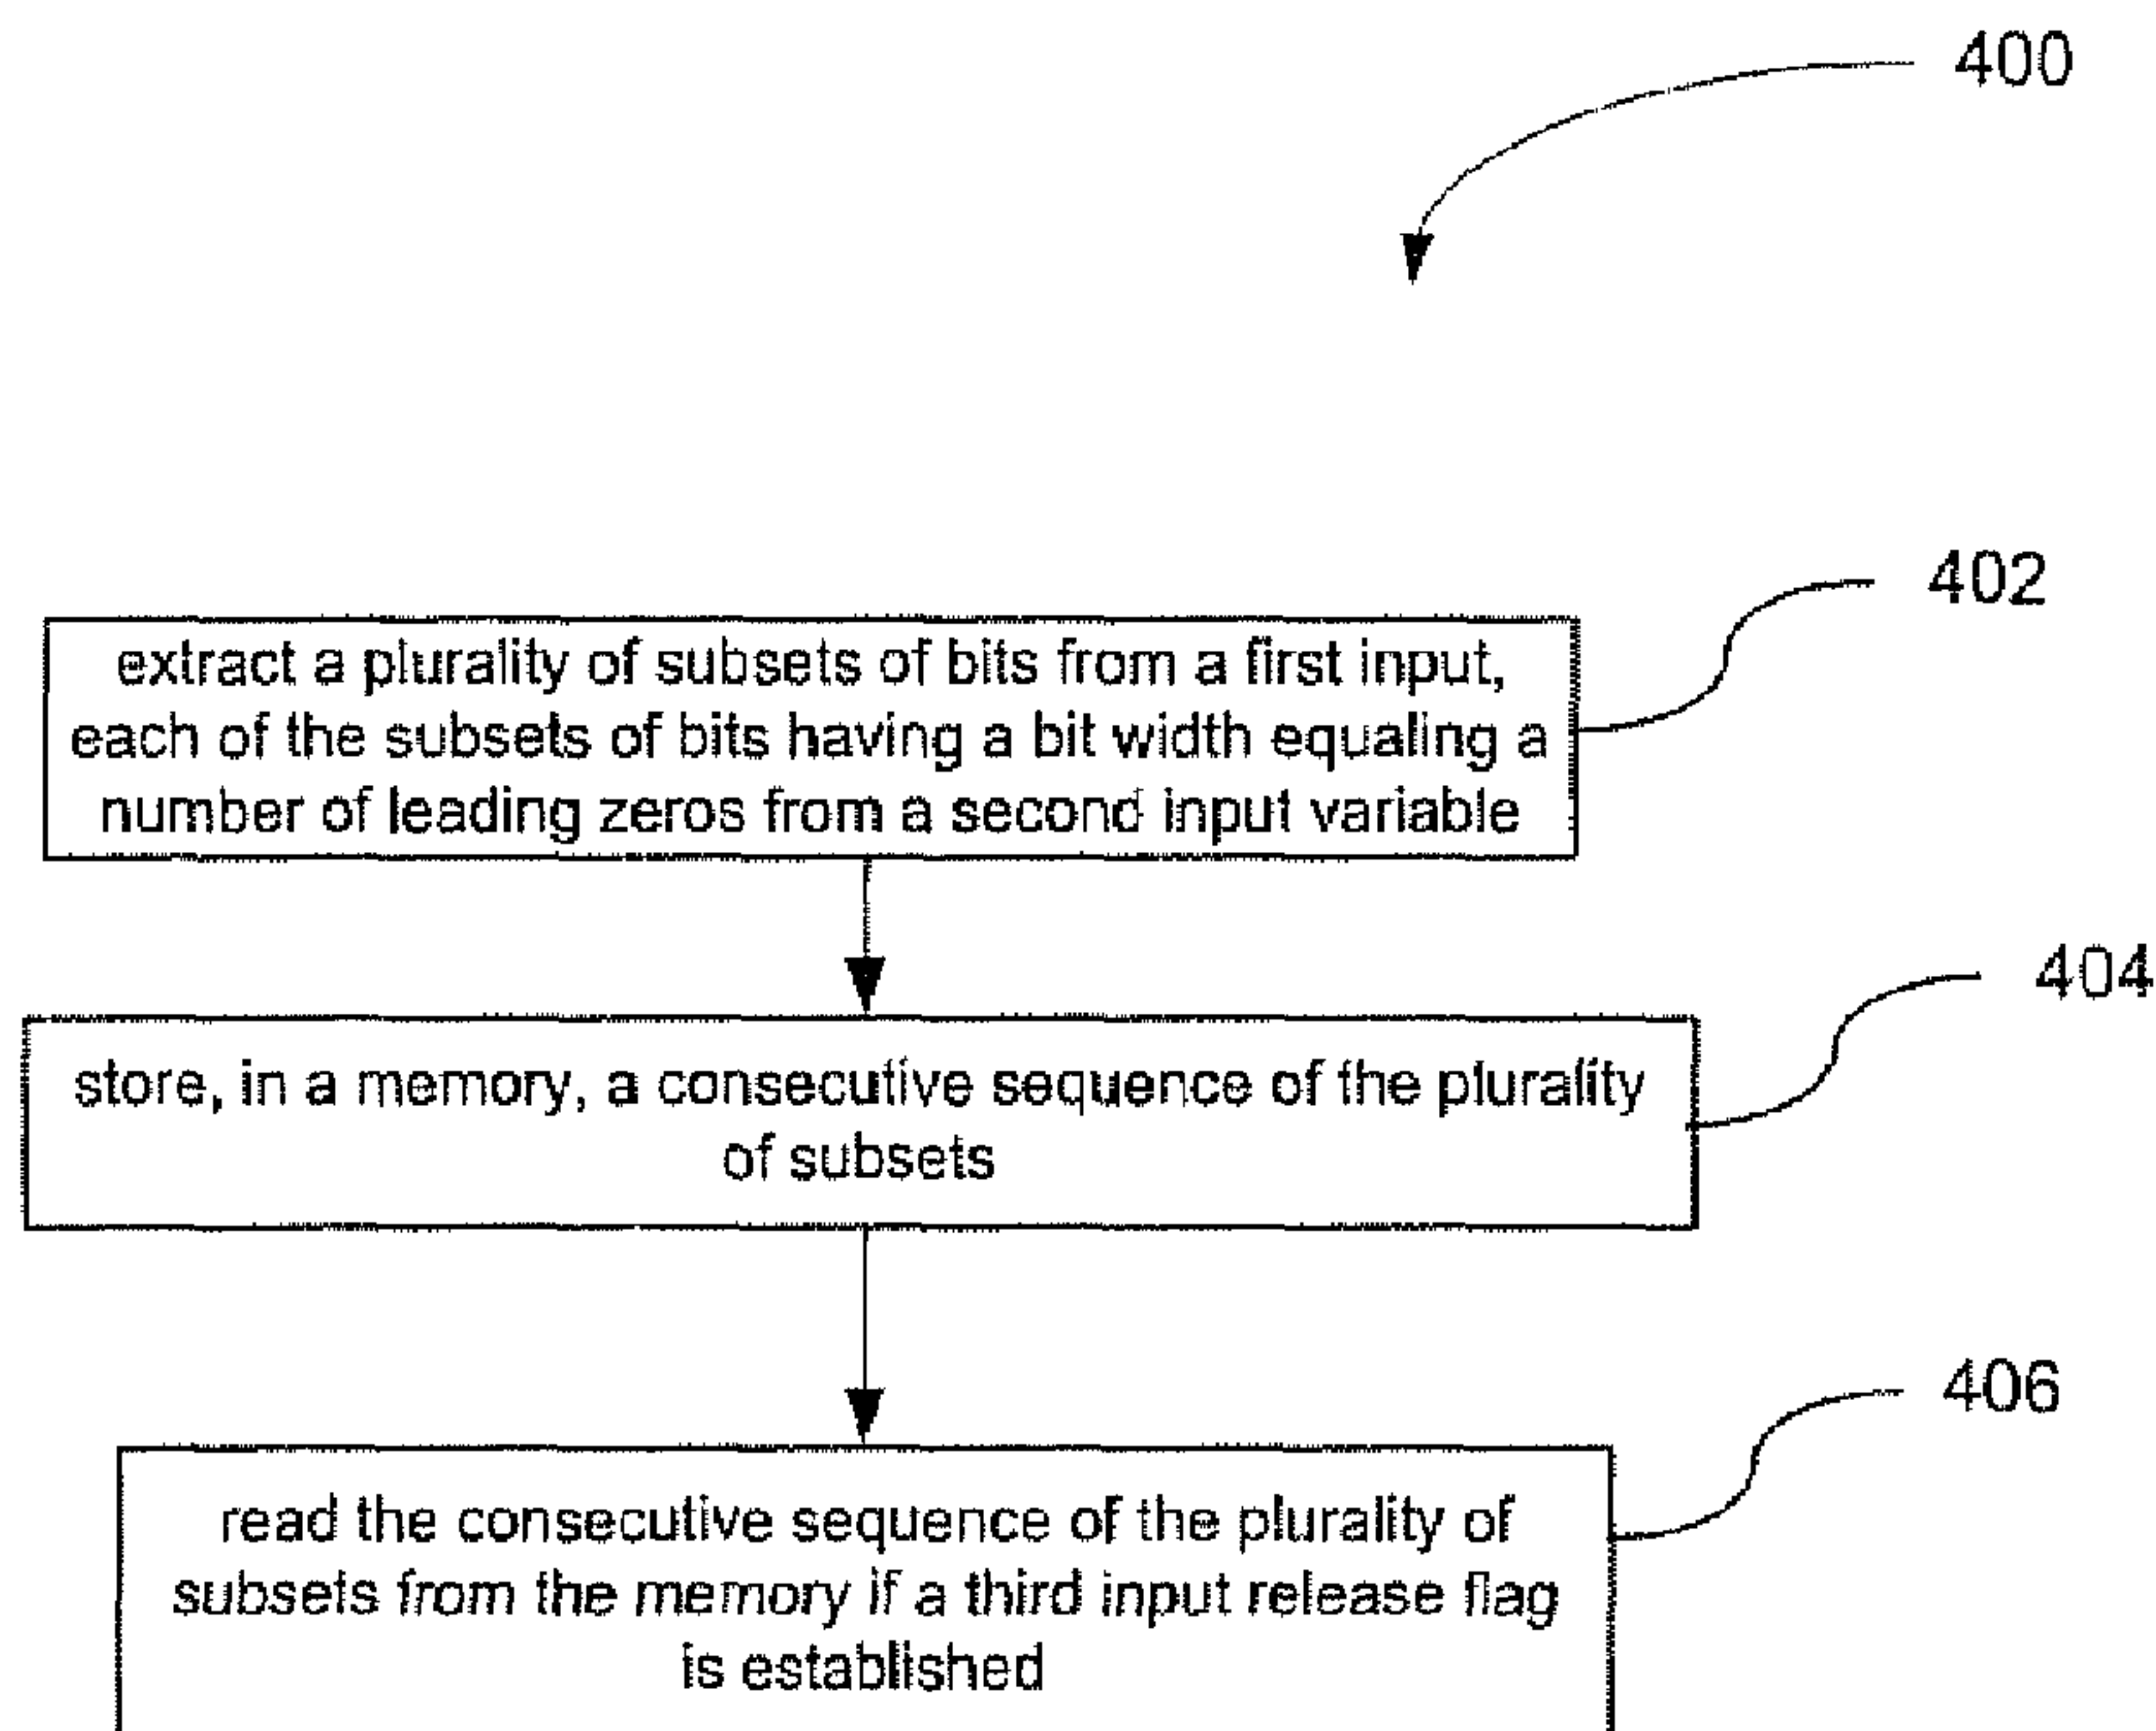 400
402
extract a plurality of subsets of bits from a first input,
each of the subsets of bits having a bit width equaling a
number of leading zeros from a second input variable
404
store, in a memory, a consecutive sequence of the plurality
of subsets
406
read the consecutive sequence of the plurality of
subsets from the memory if a third input release flag
is established